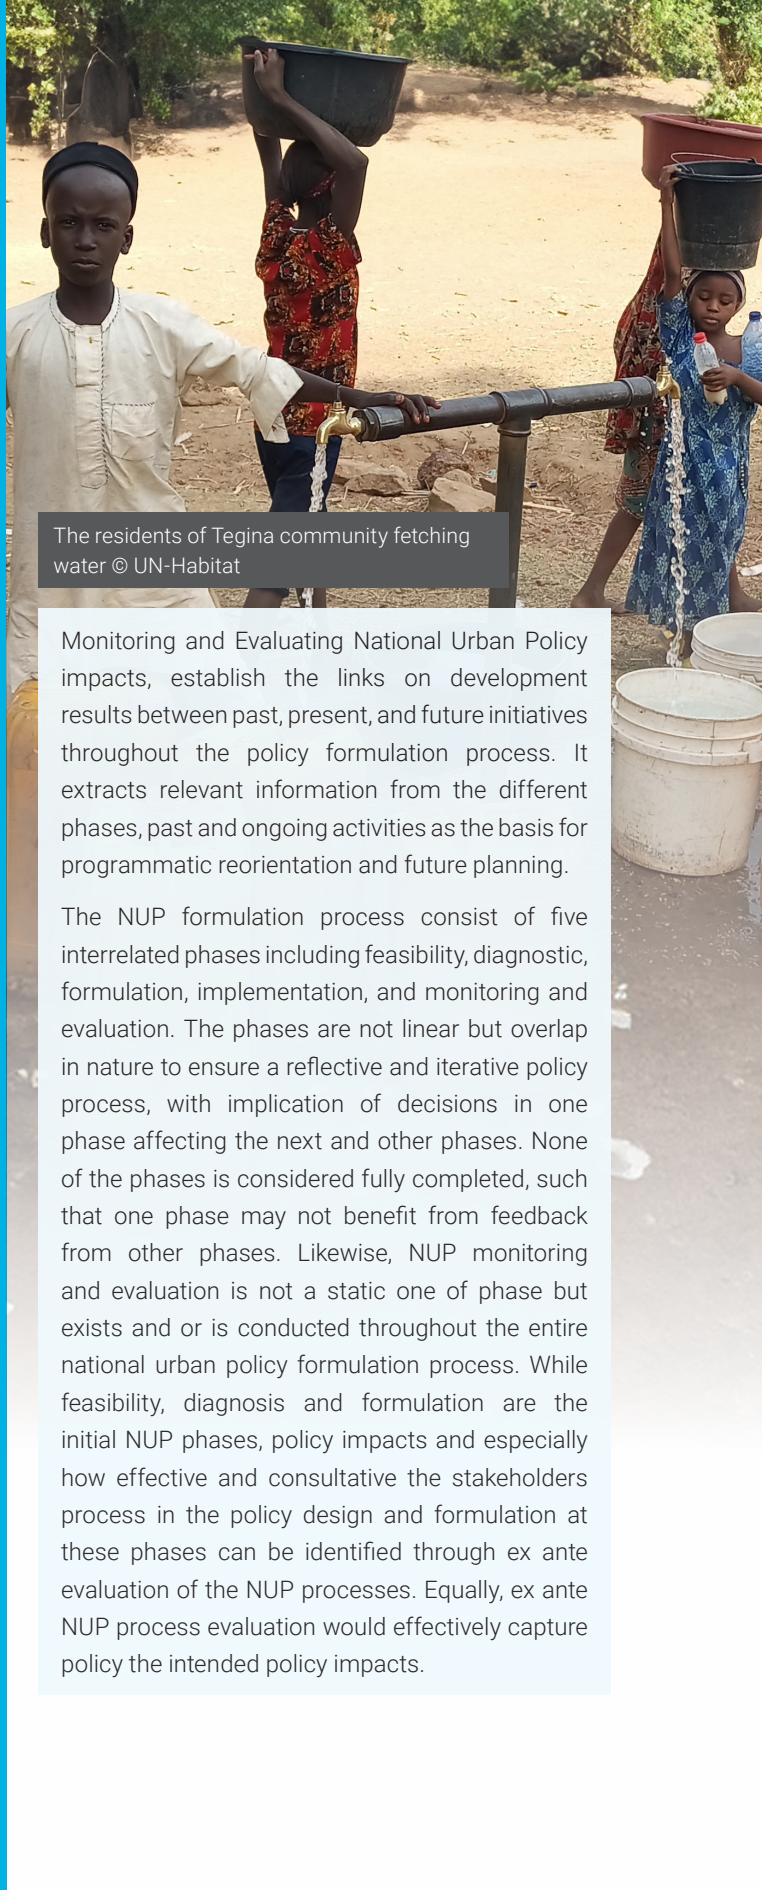 The residents of Tegina community fetching
water © UN-Habitat
Monitoring and Evaluating National Urban Policy
impacts, establish the links on development
results between past, present, and future initiatives
throughout the policy formulation process. It
extracts relevant information from the different
phases, past and ongoing activities as the basis for
programmatic reorientation and future planning.
The NUP formulation process consist of five
interrelated phases including feasibility, diagnostic,
formulation, implementation, and monitoring and
evaluation. The phases are not linear but overlap
in nature to ensure a reflective and iterative policy
process, with implication of decisions in one
phase affecting the next and other phases. None
of the phases is considered fully completed, such
that one phase may not benefit from feedback
from other phases. Likewise, NUP monitoring
and evaluation is not a static one of phase but
exists and or is conducted throughout the entire
national urban policy formulation process. While
feasibility, diagnosis and formulation are the
initial NUP phases, policy impacts and especially
how effective and consultative the stakeholders
process in the policy design and formulation at
these phases can be identified through ex ante
evaluation of the NUP processes. Equally, ex ante
NUP process evaluation would effectively capture
policy the intended policy impacts.